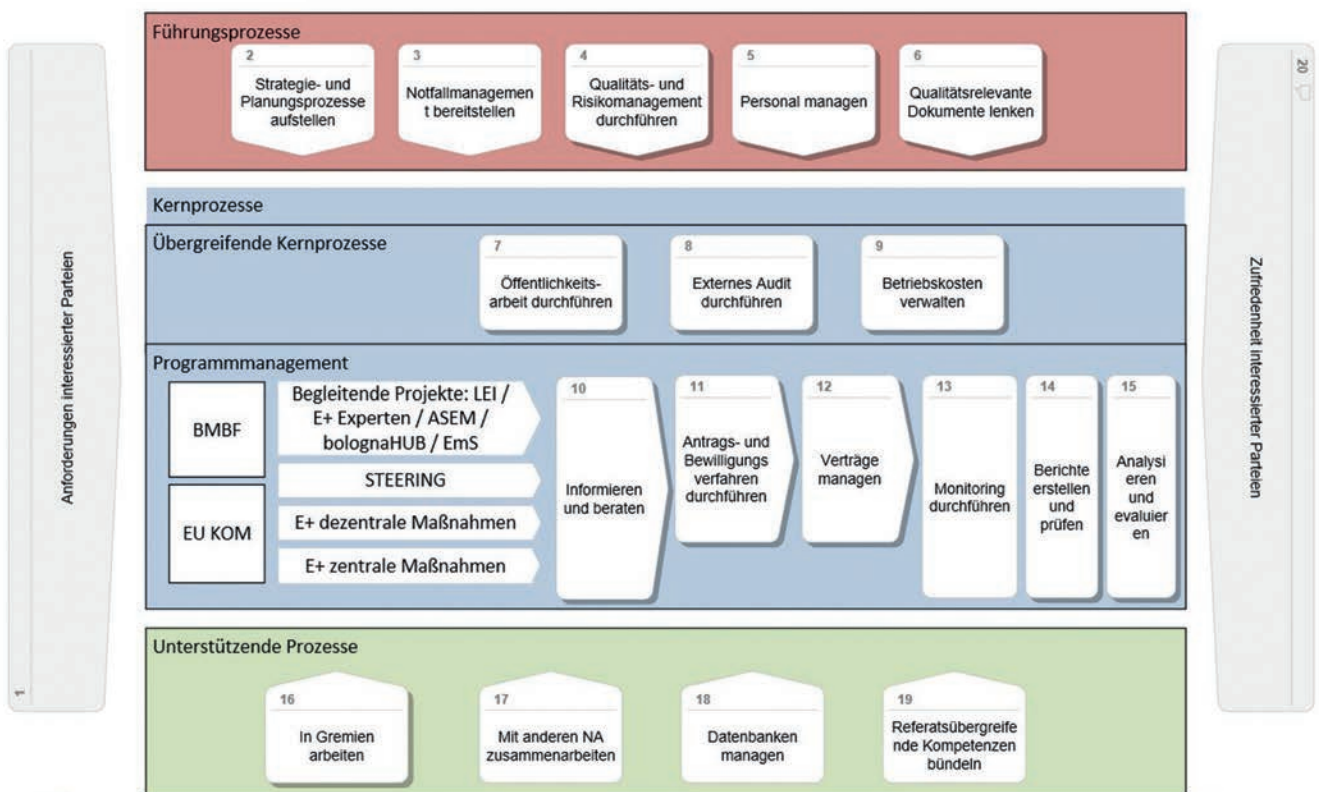 Anforderungen interessierter Parteien
1
Führungsprozesse
2
Strategie- und
Planungsprozesse
aufstellen
3
Notfallmanagemen
t bereitstellen
4
Qualitäts- und
Risikomanagement
durchführen
5
Personal managen
6
Qualitätsrelevante
Dokumente lenken
Kernprozesse
Übergreifende Kernprozesse
7
Öffentlichkeits-
arbeit durchführen
8
Externes Audit
durchführen
9
Betriebskosten
verwalten
Programmmanagement
BMBF
EU KOM
Begleitende Projekte: LEI /
E+ Experten / ASEM /
bolognaHUB / EmS
STEERING
E+ dezentrale Maßnahmen
E+ zentrale Maßnahmen
10
Informieren
und beraten
11
Antrags- und
Bewilligungs
verfahren
durchführen
12
Verträge
managen
13
Monitoring
durchführen
14
Berichte
erstellen
und
prüfen
15
Analysi
eren und
evaluier
en
Unterstützende Prozesse
16
In Gremien
arbeiten
17
Mit anderen NA
zusammenarbeiten
18
Datenbanken
managen
19
Referatsübergreife
nde Kompetenzen
bündeln
20
Zufriedenheit interessierter Parteien